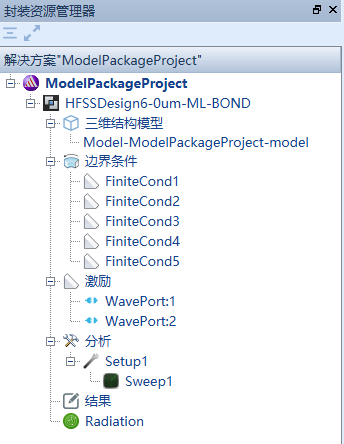 封装资源管理器
解决方案"ModelPackageProject"
ModelPackageProject
HFSSDesign6-0um-ML-BOND
三维结构模型
Model-ModelPackageProject-model
边界条件
FiniteCond1
FiniteCond2
FiniteCond3
FiniteCond4
FiniteCond5
激励
WavePort:1
WavePort:2
分析
Setup1
Sweep1
结果
Radiation